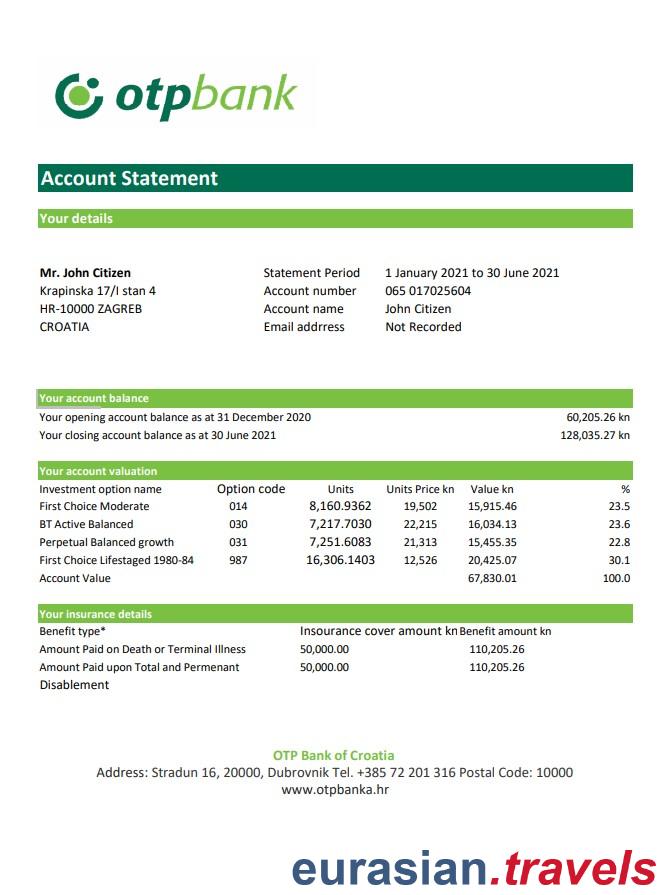 otpbank
Account Statement
Your details
Mr. John Citizen Statement Period 1 January 2021 to 30 June 2021
Krapinska 17/I stan 4 Account number 065 017025604
HR-10000 ZAGREB Account name John Citizen
CROATIA Email addrress Not Recorded
Your account balance
Your opening account balance as at 31 December 2020 60,205.26 kn
Your closing account balance as at 30 June 2021 128,035.27 kn
Your account valuation
Investment option name Option code Units Units Price kn Value kn %
First Choice Moderate 014 8,160.9362 19,502 15,915.46 23.5
BT Active Balanced 030 7,217.7030 22,215 16,034.13 23.6
Perpetual Balanced growth 031 7,251.6083 21,313 15,455.35 22.8
First Choice Lifestaged 1980-84 987 16,306.1403 12,526 20,425.07 30.1
Account Value 67,830.01 100.0
Your insurance details
Benefit type* Insourance cover amount kn Benefit amount kn
Amount Paid on Death or Terminal Illness 50,000.00 110,205.26
Amount Paid upon Total and Permenant 50,000.00 110,205.26
Disablement
OTP Bank of Croatia
Address: Stradun 16, 20000, Dubrovnik Tel. +385 72 201 316 Postal Code: 10000
www.otpbanka.hr
eurasian.travels